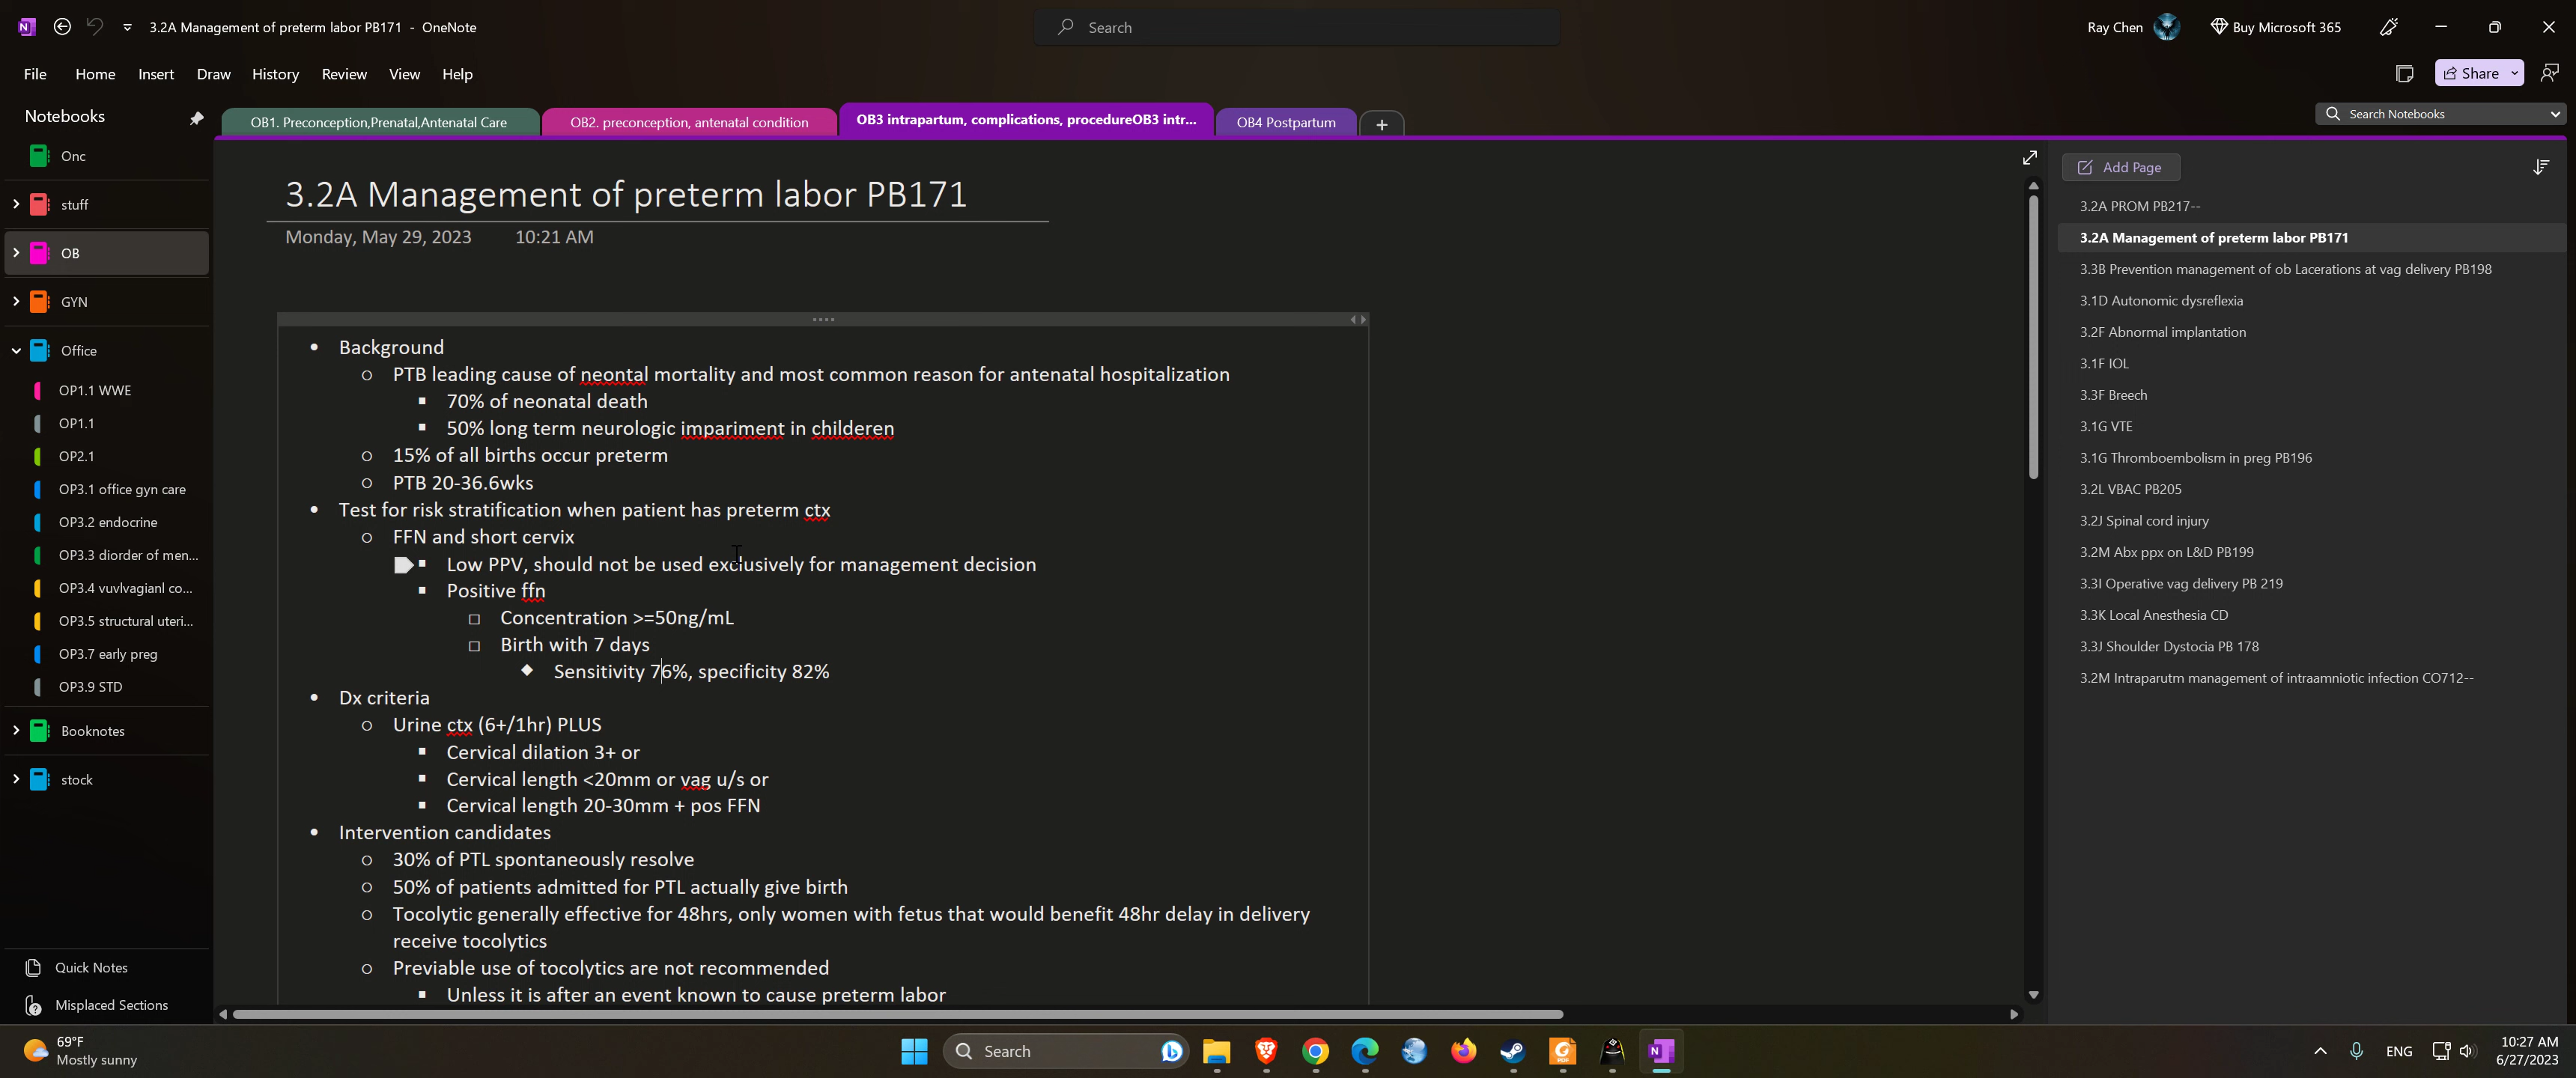 3.2A Management of preterm labor PB171 - OneNote
Search
Ray Chen
Buy Microsoft 365
File Home Insert Draw History Review View Help
Share
Notebooks
OB1. Preconception,Prenatal,Antenatal Care
OB2. preconception, antenatal condition
OB3 intrapartum, complications, procedureOB3 intr...
OB4 Postpartum
+
Search Notebooks
Onc
stuff
OB
GYN
Office
OP1.1 WWE
OP1.1
OP2.1
OP3.1 office gyn care
OP3.2 endocrine
OP3.3 diorder of men...
OP3.4 vuvlvagianl co...
OP3.5 structural uteri...
OP3.7 early preg
OP3.9 STD
Booknotes
stock
Quick Notes
Misplaced Sections
3.2A Management of preterm labor PB171
Monday, May 29, 2023 10:21 AM
Background
PTB leading cause of neontal mortality and most common reason for antenatal hospitalization
70% of neonatal death
50% long term neurologic impariment in childeren
15% of all births occur preterm
PTB 20-36.6wks
Test for risk stratification when patient has preterm ctx
FFN and short cervix
Low PPV, should not be used exclusively for management decision
Positive ffn
Concentration >=50ng/mL
Birth with 7 days
Sensitivity 76%, specificity 82%
Dx criteria
Urine ctx (6+/1hr) PLUS
Cervical dilation 3+ or
Cervical length <20mm or vag u/s or
Cervical length 20-30mm + pos FFN
Intervention candidates
30% of PTL spontaneously resolve
50% of patients admitted for PTL actually give birth
Tocolytic generally effective for 48hrs, only women with fetus that would benefit 48hr delay in delivery
receive tocolytics
Previable use of tocolytics are not recommended
Unless it is after an event known to cause preterm labor
Add Page
3.2A PROM PB217--
3.2A Management of preterm labor PB171
3.3B Prevention management of ob Lacerations at vag delivery PB198
3.1D Autonomic dysreflexia
3.2F Abnormal implantation
3.1F IOL
3.3F Breech
3.1G VTE
3.1G Thromboembolism in preg PB196
3.2L VBAC PB205
3.2J Spinal cord injury
3.2M Abx ppx on L&D PB199
3.3I Operative vag delivery PB 219
3.3K Local Anesthesia CD
3.3J Shoulder Dystocia PB 178
3.2M Intraparutm management of intraamniotic infection CO712--
69°F
Mostly sunny
Search
ENG
10:27 AM
6/27/2023